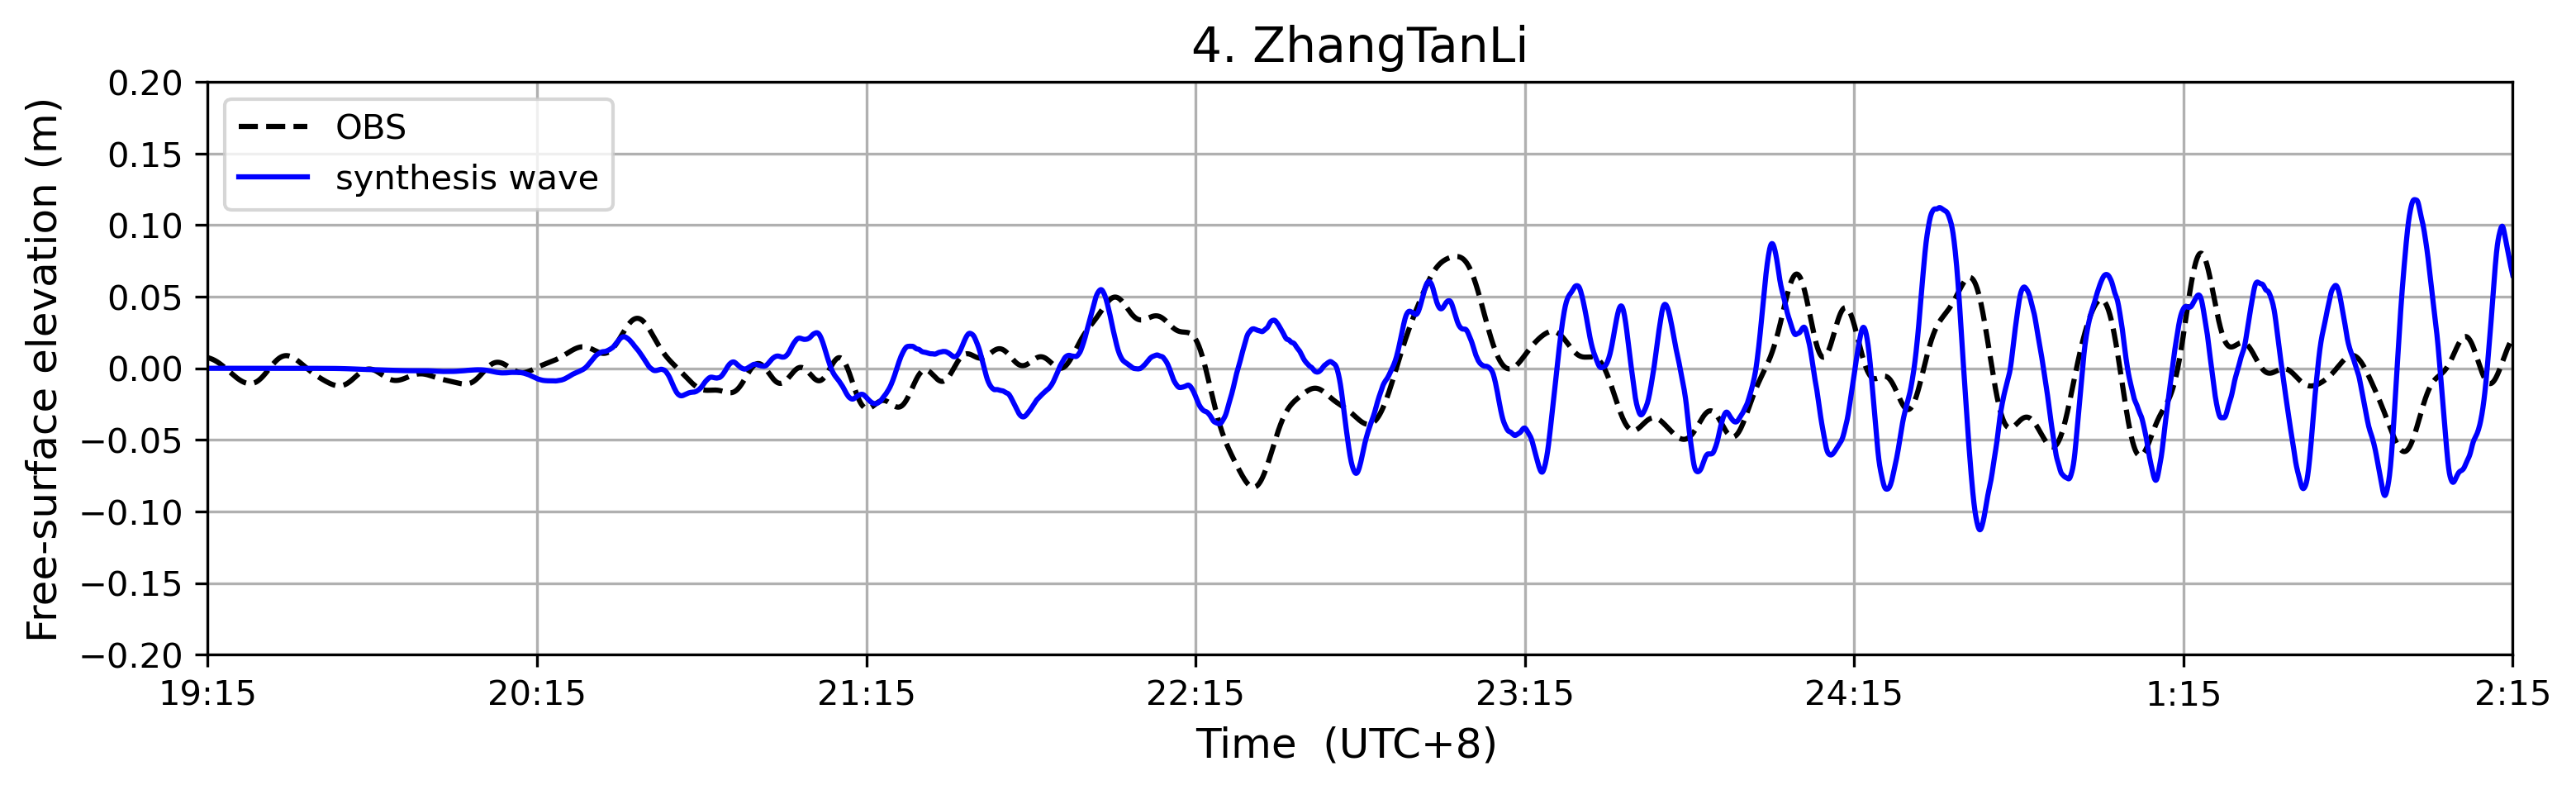 4. ZhangTanLi
OBS
synthesis wave
Free-surface elevation (m)
0.20
0.15
0.10
0.05
0.00
−0.05
−0.10
−0.15
−0.20
19:15 20:15 21:15 22:15 23:15 24:15 1:15 2:15
Time  (UTC+8)